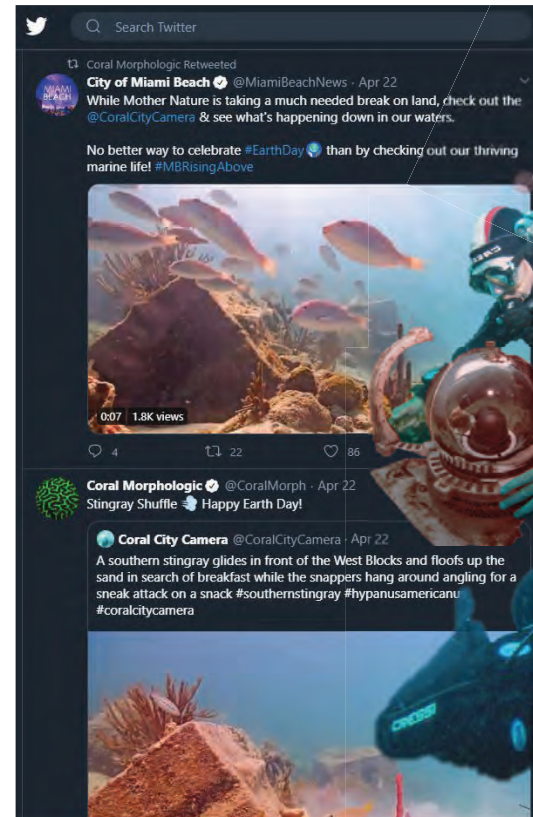 Search Twitter
Coral Morphologic Retweeted
MIAMI
BEACH
City of Miami Beach @MiamiBeachNews · Apr 22
While Mother Nature is taking a much needed break on land, check out the
@CoralCityCamera & see what's happening down in our waters.
No better way to celebrate #EarthDay than by checking out our thriving
marine life! #MBRisingAbove
0:07 1.8K views
4 22 86
Coral Morphologic @CoralMorph · Apr 22
Stingray Shuffle Happy Earth Day!
Coral City Camera @CoralCityCamera · Apr 22
A southern stingray glides in front of the West Blocks and floofs up the
sand in search of breakfast while the snappers hang around angling for a
sneak attack on a snack #southernstingray #hypanusamericanu
#coralcitycamera
CRESSI